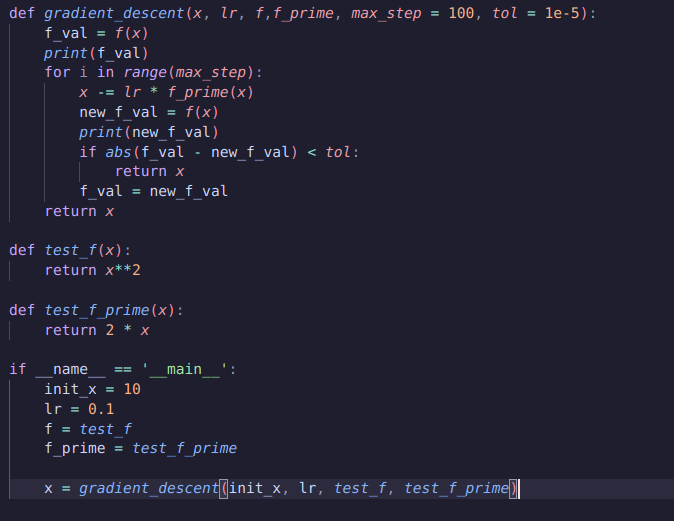 def gradient_descent(x, lr, f,f_prime, max_step = 100, tol = 1e-5):
    f_val = f(x)
    print(f_val)
    for i in range(max_step):
        x -= lr * f_prime(x)
        new_f_val = f(x)
        print(new_f_val)
        if abs(f_val - new_f_val) < tol:
            return x
        f_val = new_f_val
    return x

def test_f(x):
    return x**2

def test_f_prime(x):
    return 2 * x

if __name__ == '__main__':
    init_x = 10
    lr = 0.1
    f = test_f
    f_prime = test_f_prime

    x = gradient_descent(init_x, lr, test_f, test_f_prime)